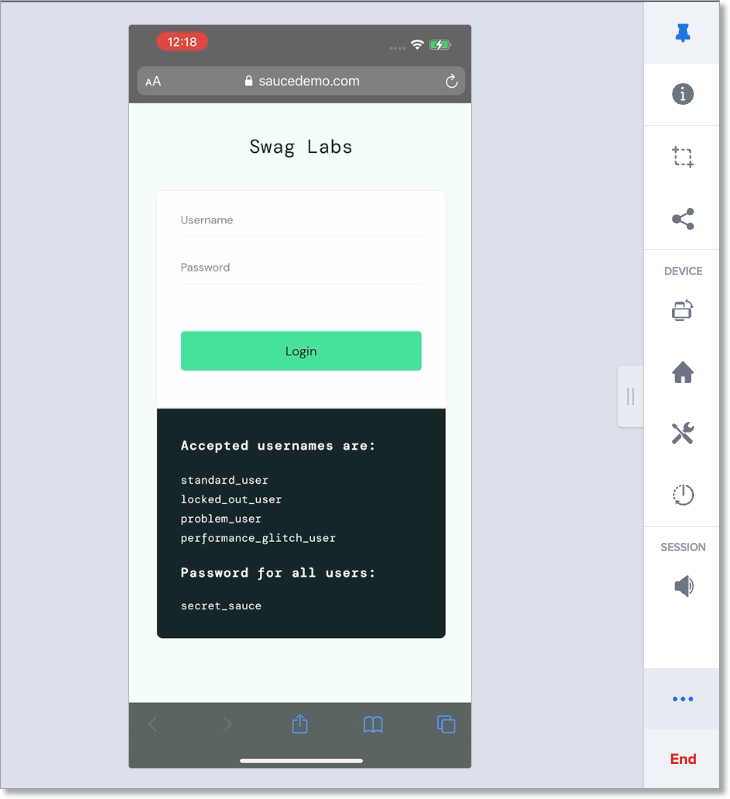 12:18
AA
saucedemo.com
Swag Labs
Username
Password
Login
Accepted usernames are:
standard_user
locked_out_user
problem_user
performance_glitch_user
Password for all users:
secret_sauce
DEVICE
SESSION
End